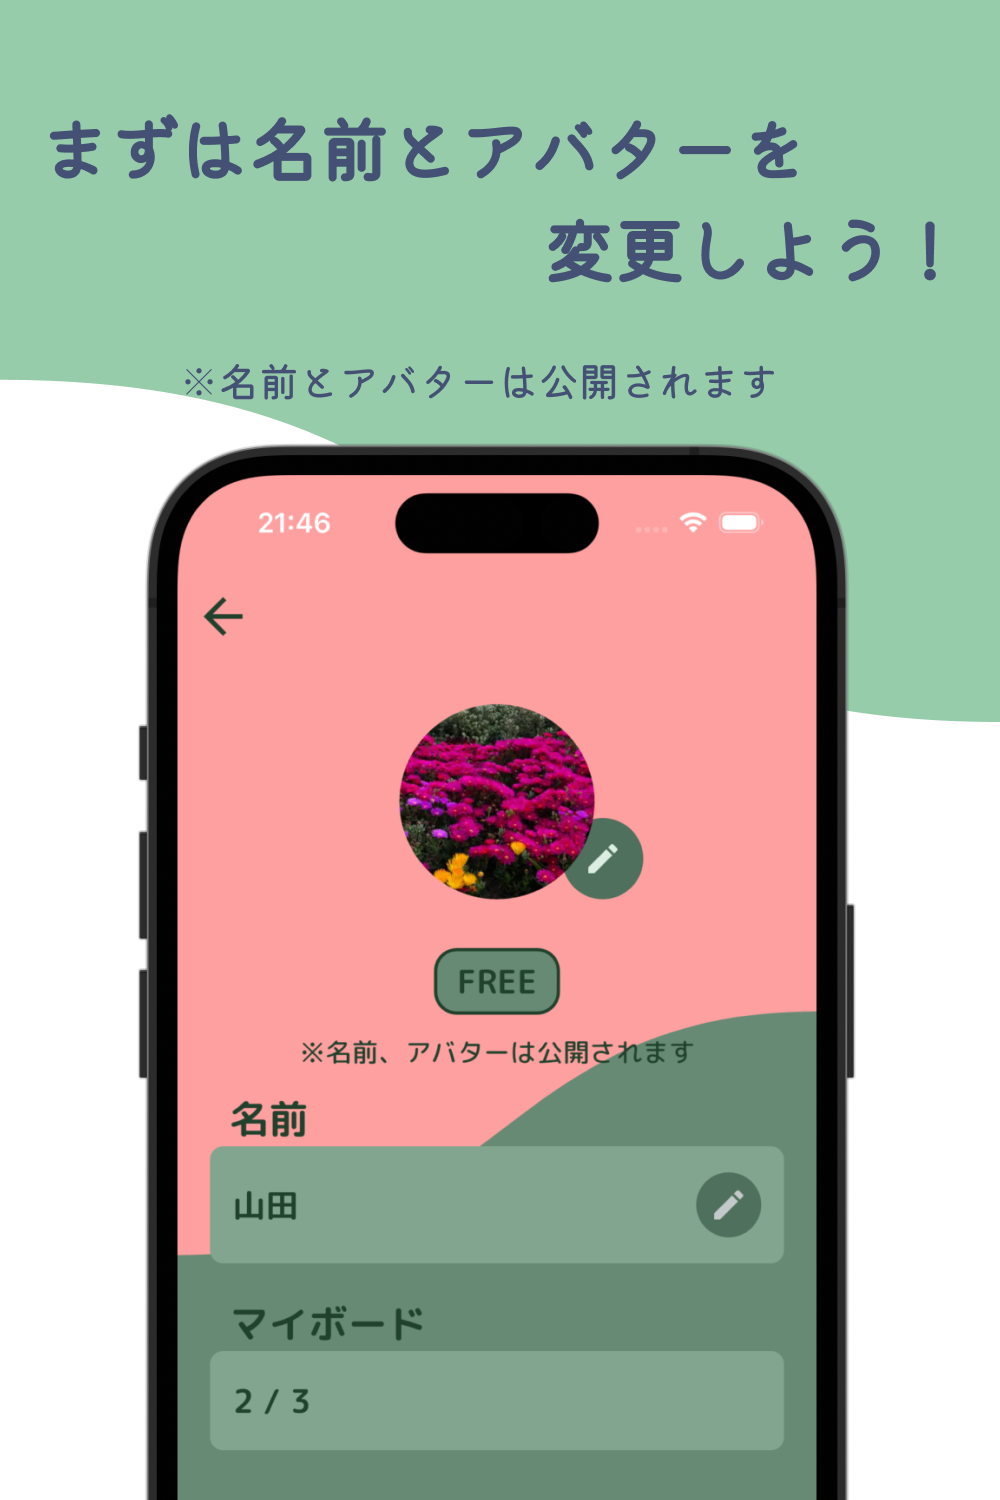 まずは名前とアバターを
変更しよう！
※名前とアバターは公開されます
21:46
FREE
※名前、アバターは公開されます
名前
山田
マイボード
2 / 3